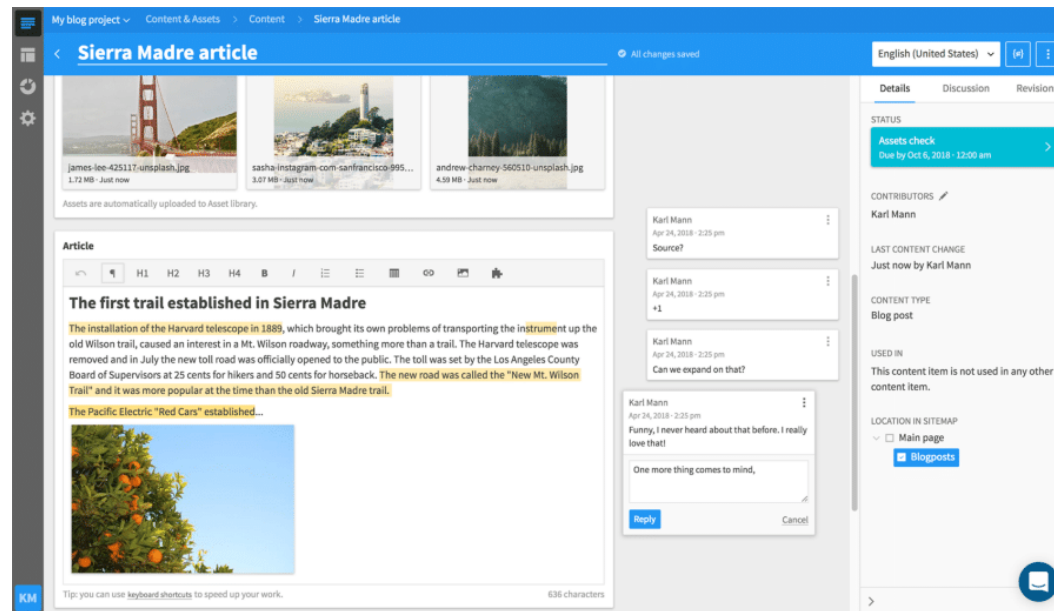 My blog project Content & Assets > Content > Sierra Madre article
Sierra Madre article
All changes saved
English (United States)
{#}
james-lee-425117-unsplash.jpg
1.72 MB · Just now
sasha-instagram-com-sanfrancisco-995...
3.07 MB · Just now
andrew-charney-560510-unsplash.jpg
4.59 MB · Just now
Assets are automatically uploaded to Asset library.
Article
¶ H1 H2 H3 H4 B I
The first trail established in Sierra Madre
The installation of the Harvard telescope in 1889, which brought its own problems of transporting the instrument up the
old Wilson trail, caused an interest in a Mt. Wilson roadway, something more than a trail. The Harvard telescope was
removed and in July the new toll road was officially opened to the public. The toll was set by the Los Angeles County
Board of Supervisors at 25 cents for hikers and 50 cents for horseback. The new road was called the "New Mt. Wilson
Trail" and it was more popular at the time than the old Sierra Madre trail.
The Pacific Electric "Red Cars" established...
Tip: you can use keyboard shortcuts to speed up your work.
636 characters
Karl Mann
Apr 24, 2018 · 2:25 pm
Source?
Karl Mann
Apr 24, 2018 · 2:25 pm
+1
Karl Mann
Apr 24, 2018 · 2:25 pm
Can we expand on that?
Karl Mann
Apr 24, 2018 · 2:25 pm
Funny, I never heard about that before. I really
love that!
One more thing comes to mind,
Reply Cancel
Details Discussion Revision
STATUS
Assets check
Due by Oct 6, 2018 · 12:00 am
CONTRIBUTORS
Karl Mann
LAST CONTENT CHANGE
Just now by Karl Mann
CONTENT TYPE
Blog post
USED IN
This content item is not used in any other
content item.
LOCATION IN SITEMAP
Main page
Blogposts
KM